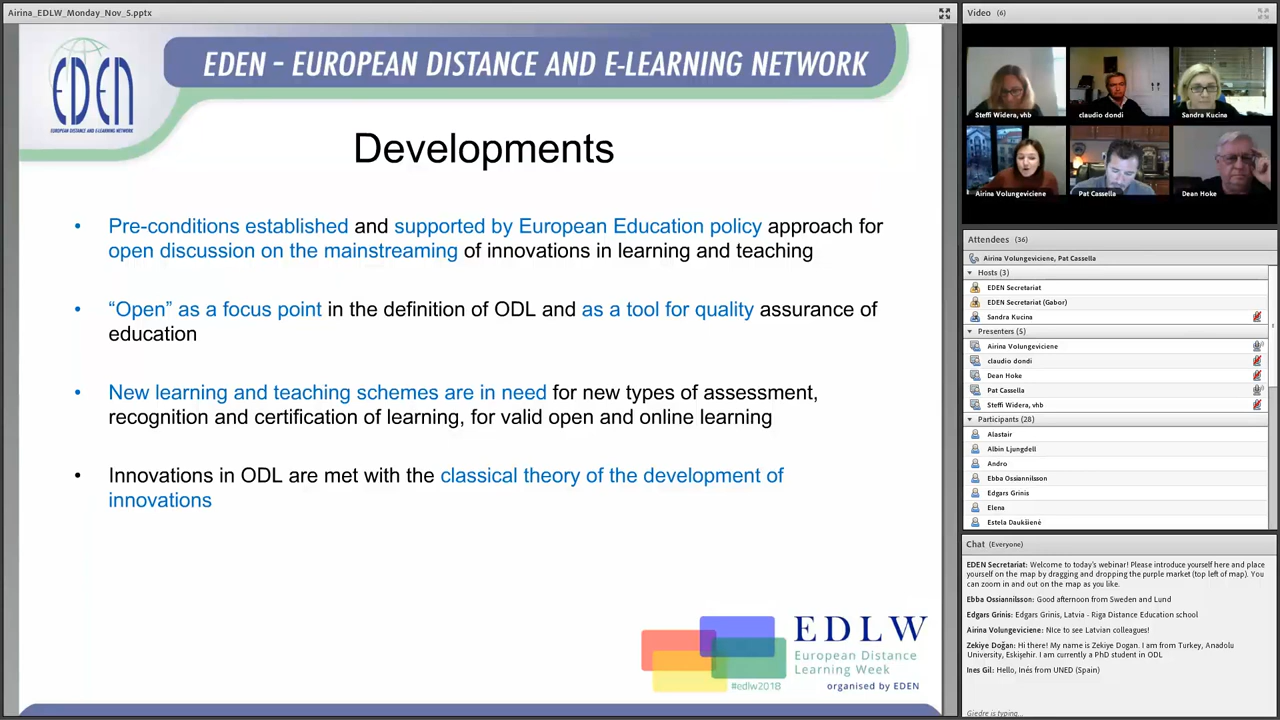 Airina_EDLW_Monday_Nov_5.pptx
EDEN
EUROPEAN DISTANCE AND E-LEARNING NETWORK
EDEN – EUROPEAN DISTANCE AND E-LEARNING NETWORK
Developments
• Pre-conditions established and supported by European Education policy approach for
open discussion on the mainstreaming of innovations in learning and teaching
• “Open” as a focus point in the definition of ODL and as a tool for quality assurance of
education
• New learning and teaching schemes are in need for new types of assessment,
recognition and certification of learning, for valid open and online learning
• Innovations in ODL are met with the classical theory of the development of
innovations
EDLW
European Distance
Learning Week
#edlw2018
organised by EDEN
Video (6)
Steffi Widera, vhb
claudio dondi
Sandra Kucina
Airina Volungeviciene
Pat Cassella
Dean Hoke
Attendees (36)
Airina Volungeviciene, Pat Cassella
Hosts (3)
EDEN Secretariat
EDEN Secretariat (Gabor)
Sandra Kucina
Presenters (5)
Airina Volungeviciene
claudio dondi
Dean Hoke
Pat Cassella
Steffi Widera, vhb
Participants (28)
Alastair
Albin Ljungdell
Andro
Ebba Ossiannilsson
Edgars Grinis
Elena
Estela Daukšienė
Chat (Everyone)
EDEN Secretariat: Welcome to today's webinar! Please introduce yourself here and place
yourself on the map by dragging and dropping the purple market (top left of map). You
can zoom in and out on the map as you like.
Ebba Ossiannilsson: Good afternoon from Sweden and Lund
Edgars Grinis: Edgars Grinis, Latvia - Riga Distance Education school
Airina Volungeviciene: NIce to see Latvian colleagues!
Zekiye Doğan: Hi there! My name is Zekiye Dogan. I am from Turkey, Anadolu
University, Eskişehir. I am currently a PhD student in ODL
Ines Gil: Hello, Inés from UNED (Spain)
Giedre is typing...